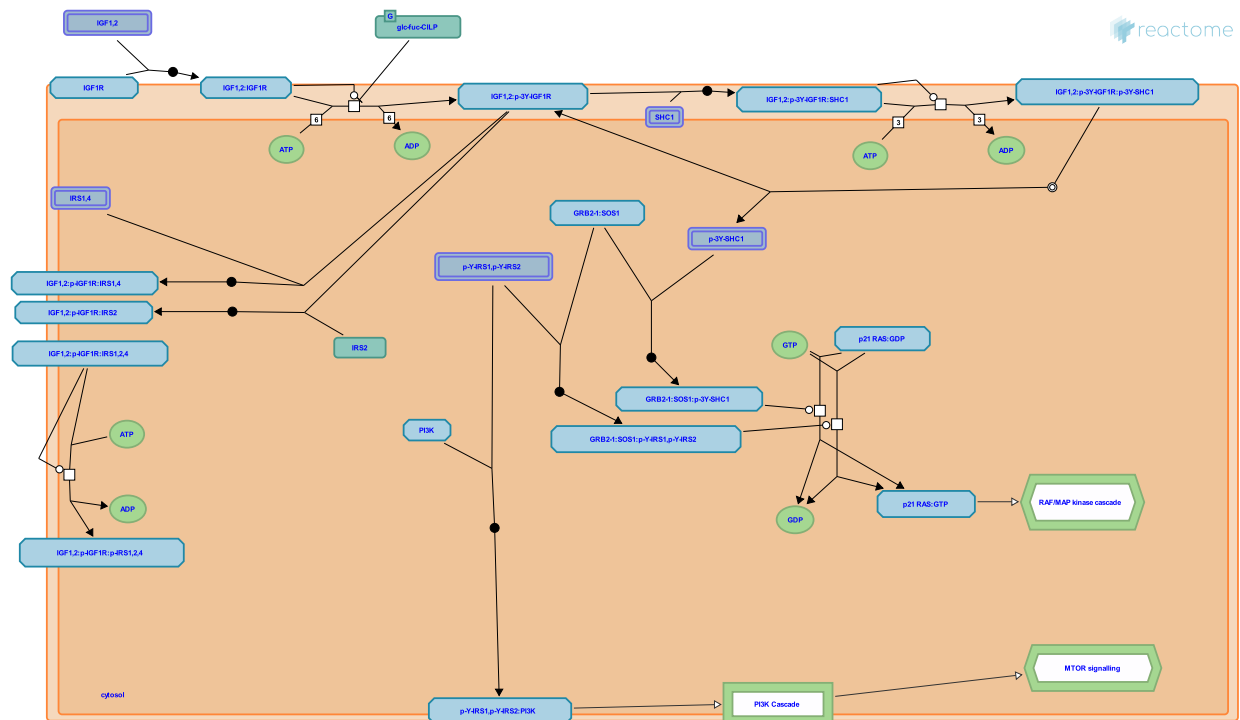 IGF1,2
G
glc-fuc-CILP
reactome
IGF1R
IGF1,2:IGF1R
IGF1,2:p-3Y-IGF1R
SHC1
IGF1,2:p-3Y-IGF1R:SHC1
IGF1,2:p-3Y-IGF1R:p-3Y-SHC1
6
6
3
3
ATP
ADP
ATP
ADP
IRS1,4
GRB2-1:SOS1
p-3Y-SHC1
p-Y-IRS1,p-Y-IRS2
IGF1,2:p-IGF1R:IRS1,4
IGF1,2:p-IGF1R:IRS2
IRS2
IGF1,2:p-IGF1R:IRS1,2,4
GTP
p21 RAS:GDP
GRB2-1:SOS1:p-3Y-SHC1
ATP
PI3K
GRB2-1:SOS1:p-Y-IRS1,p-Y-IRS2
ADP
GDP
p21 RAS:GTP
RAF/MAP kinase cascade
IGF1,2:p-IGF1R:p-IRS1,2,4
MTOR signalling
cytosol
p-Y-IRS1,p-Y-IRS2:PI3K
PI3K Cascade